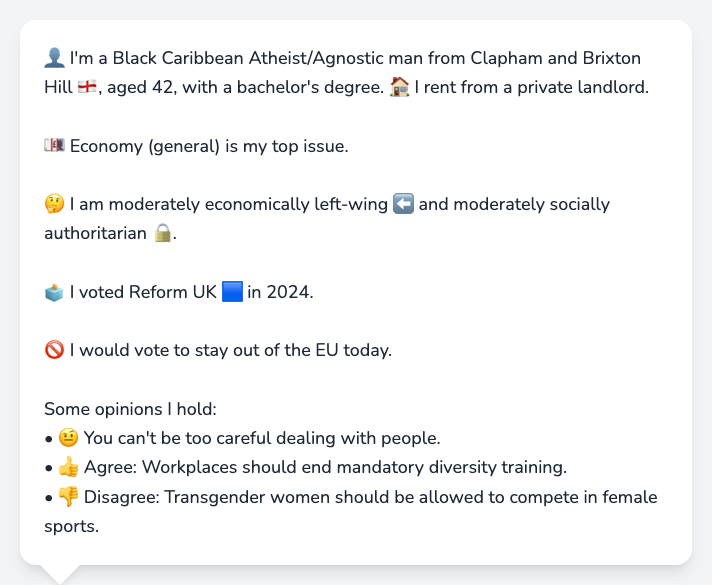 👤 I'm a Black Caribbean Atheist/Agnostic man from Clapham and Brixton
Hill 🏴󠁧󠁢󠁥󠁮󠁧󠁿, aged 42, with a bachelor's degree. 🏠 I rent from a private landlord.
💷 Economy (general) is my top issue.
🤔 I am moderately economically left-wing ⬅️ and moderately socially
authoritarian 🔒.
🗳️ I voted Reform UK 🟦 in 2024.
🚫 I would vote to stay out of the EU today.
Some opinions I hold:
• 🤨 You can't be too careful dealing with people.
• 👍 Agree: Workplaces should end mandatory diversity training.
• 👎 Disagree: Transgender women should be allowed to compete in female
sports.